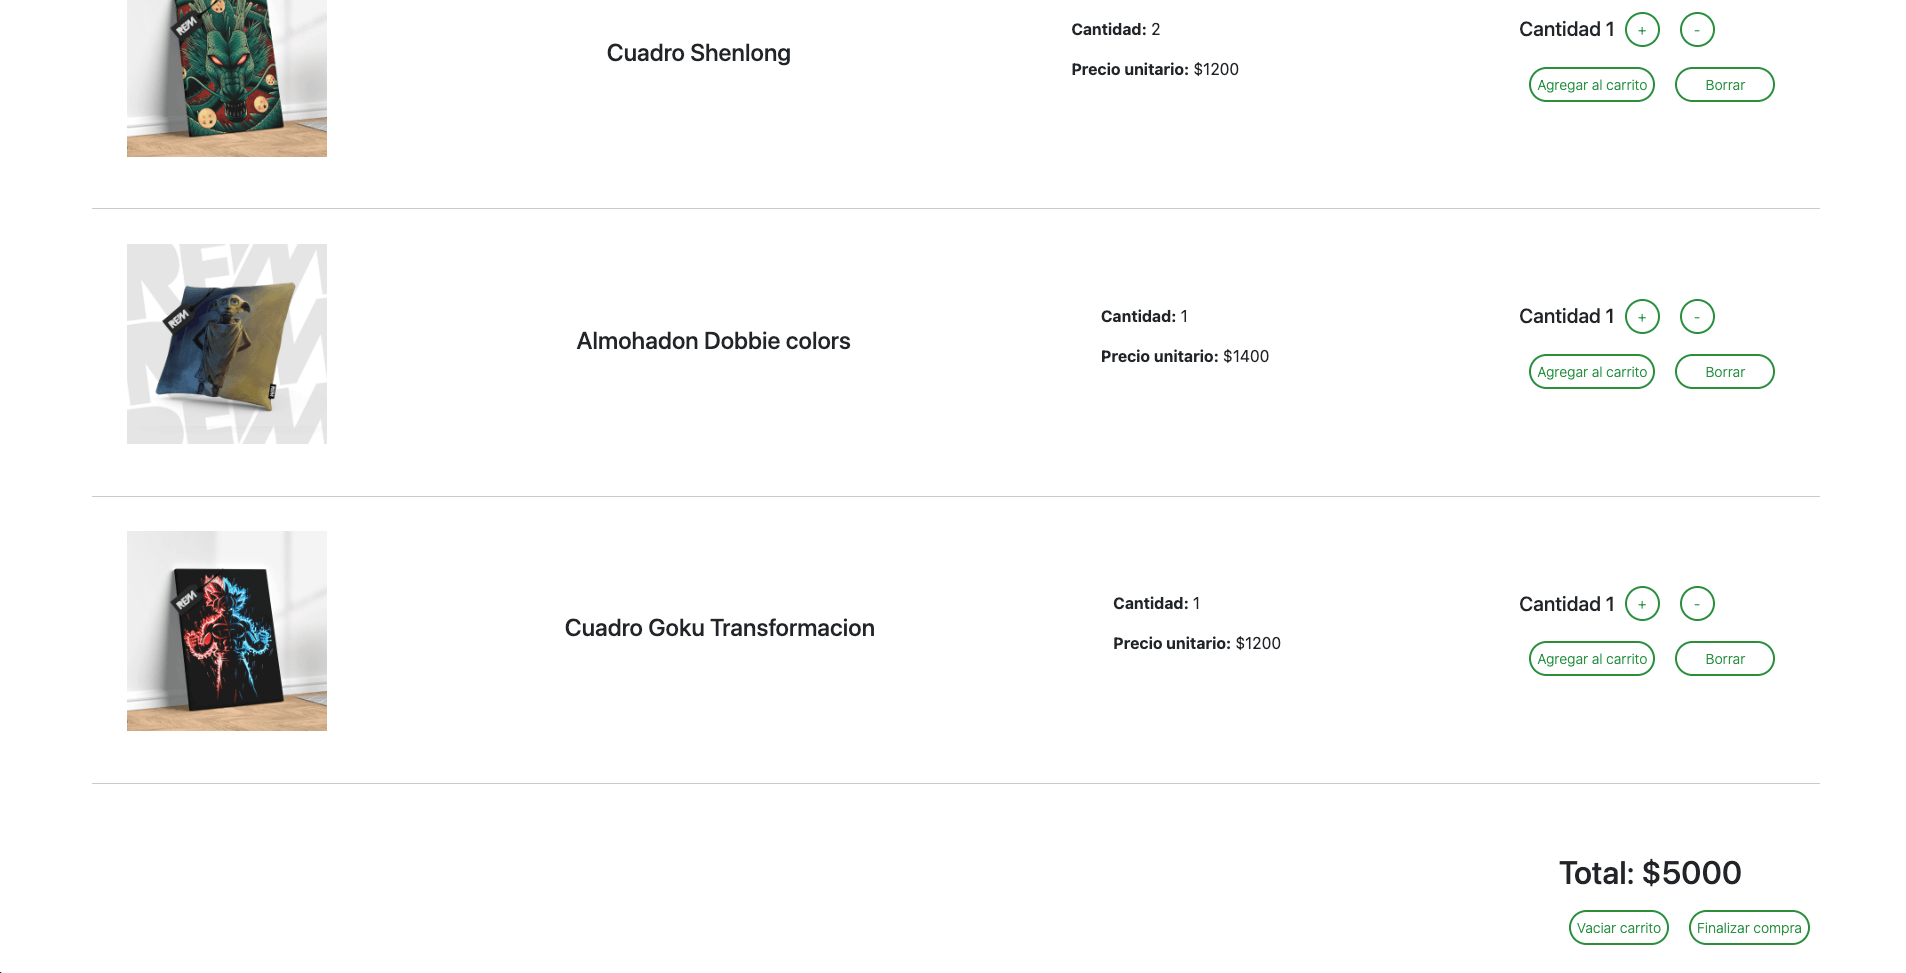 REM
Cuadro Shenlong
Cantidad: 2
Precio unitario: $1200
Cantidad 1 + -
Agregar al carrito Borrar
REM
REM
Almohadon Dobbie colors
Cantidad: 1
Precio unitario: $1400
Cantidad 1 + -
Agregar al carrito Borrar
REM
Cuadro Goku Transformacion
Cantidad: 1
Precio unitario: $1200
Cantidad 1 + -
Agregar al carrito Borrar
Total: $5000
Vaciar carrito Finalizar compra